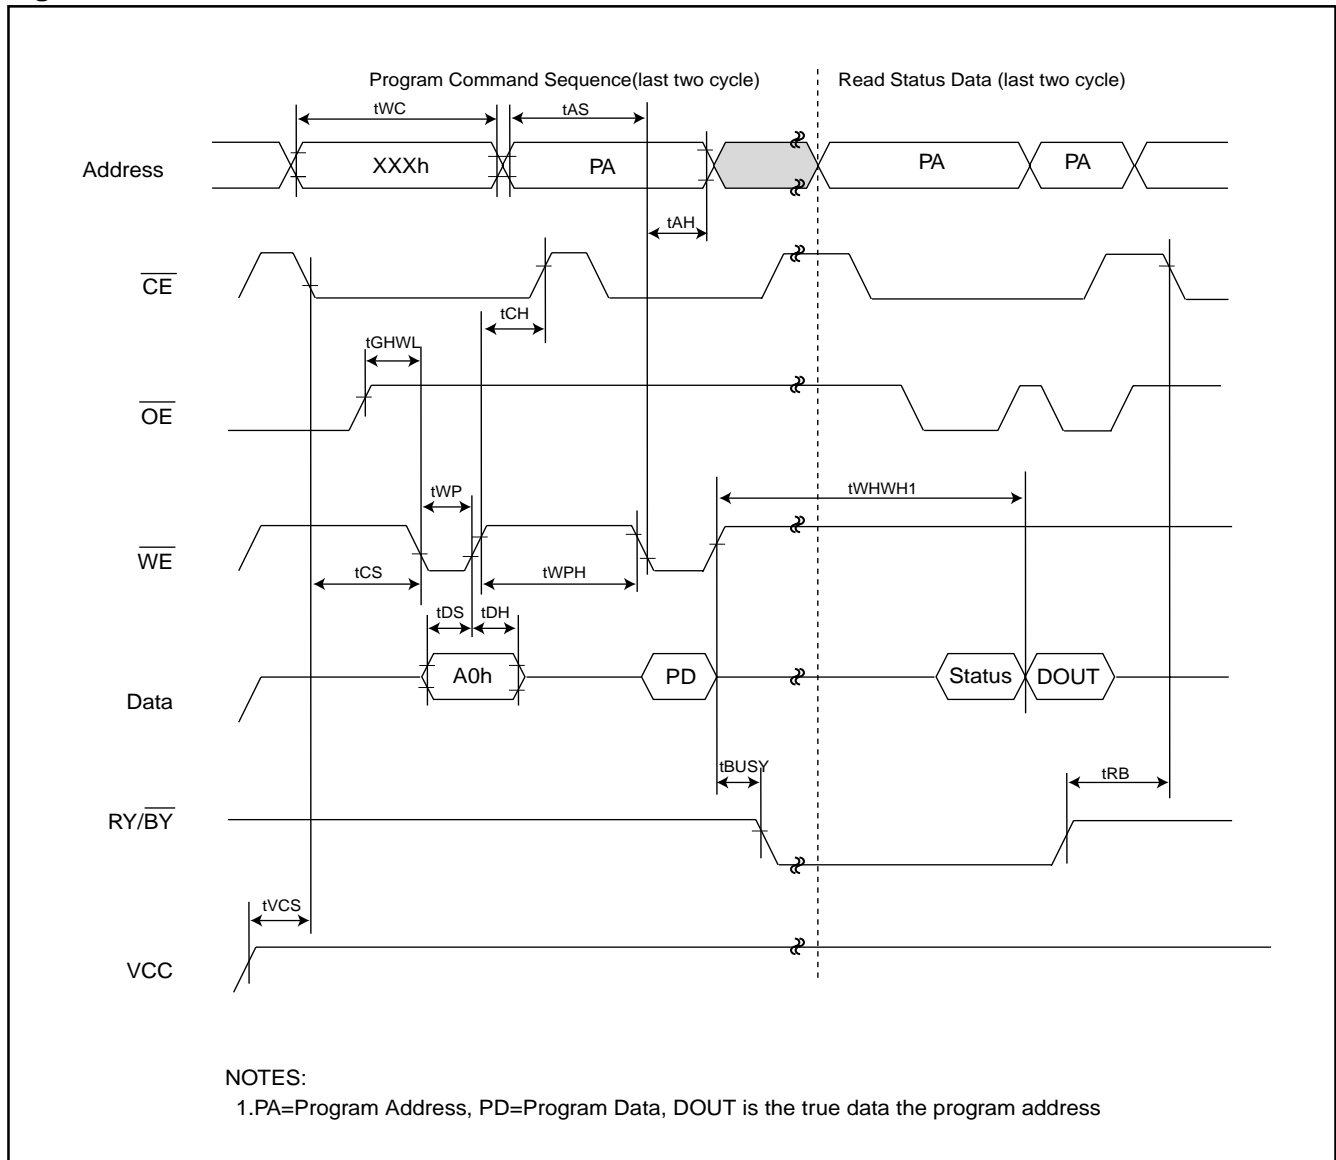 Program Command Sequence(last two cycle) Read Status Data (last two cycle)
tWC tAS
Address XXXh PA PA PA
tAH
CE
tCH
tGHWL
OE
tWP tWHWH1
WE
tCS tWPH
tDS tDH
Data A0h PD Status DOUT
tBUSY tRB
RY/BY
tVCS
VCC
NOTES:
1.PA=Program Address, PD=Program Data, DOUT is the true data the program address